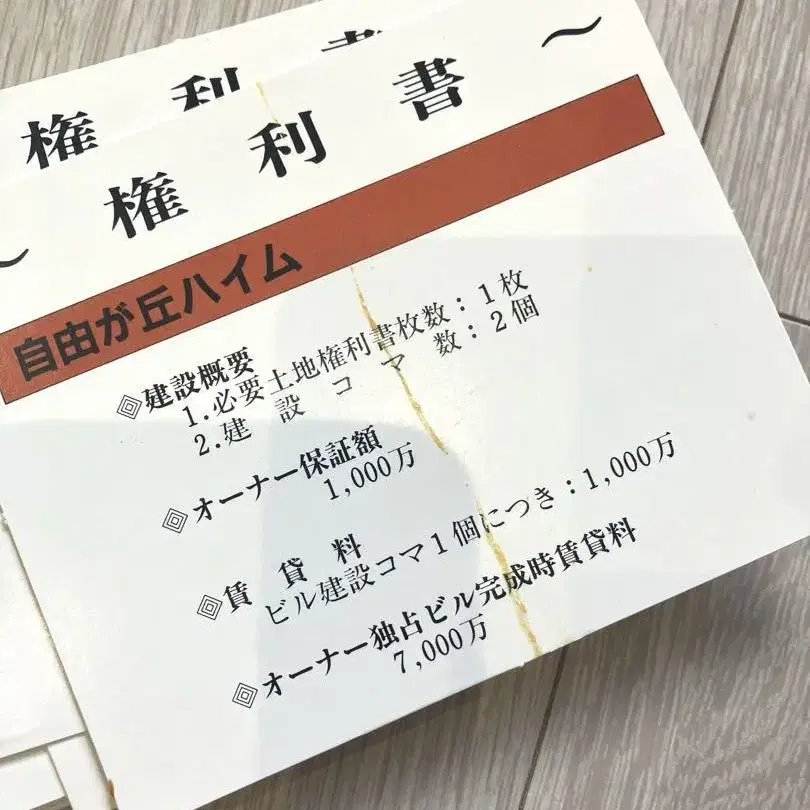 権利書
～権利書～
自由が丘ハイム
◎建設概要
1.必要土地権利書枚数：1枚
2.建設コマ数：2個
◎オーナー保証額
1,000万
◎賃貸料
ビル建設コマ1個につき：1,000万
◎オーナー独占ビル完成時賃貸料
7,000万